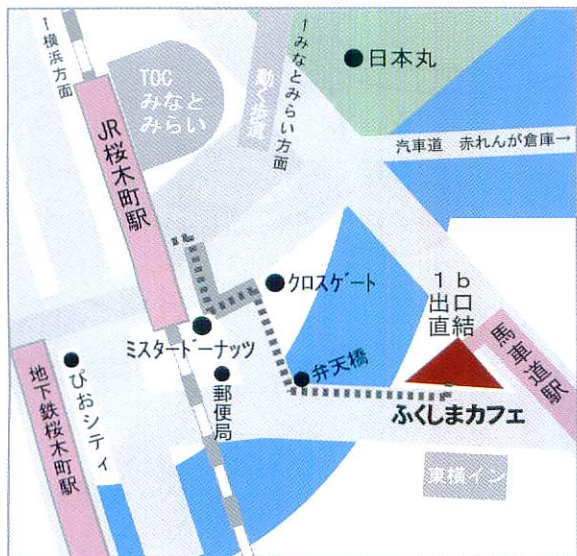 ↑横浜方面
TOC
みなと
みらい
動く歩道
↑みなとみらい方面
日本丸
JR桜木町駅
汽車道 赤れんが倉庫→
クロスゲート
1b
出口
直結
馬車道駅
ミスタードーナッツ
弁天橋
郵便局
ぴおシティ
地下鉄桜木町駅
ふくしまカフェ
東横イン